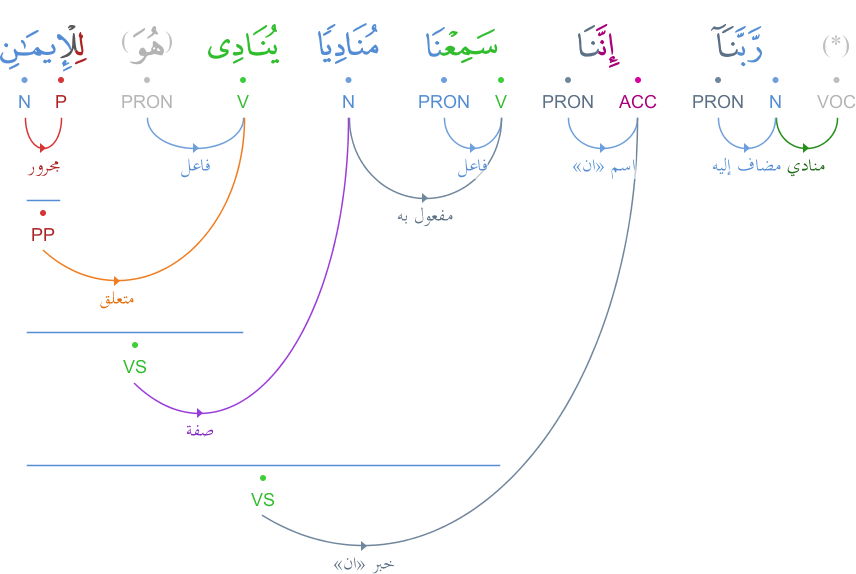 (*) رَبَّنَآ إِنَّنَا سَمِعْنَا مُنَادِيًا يُنَادِى (هُوَ) لِلْإِيمَـٰنِ
VOC N PRON ACC PRON V PRON N V PRON P N
منادي مضاف إليه اسم «ان» فاعل فاعل مجرور
مفعول به
PP
متعلق
VS
صفة
VS
خبر «ان»